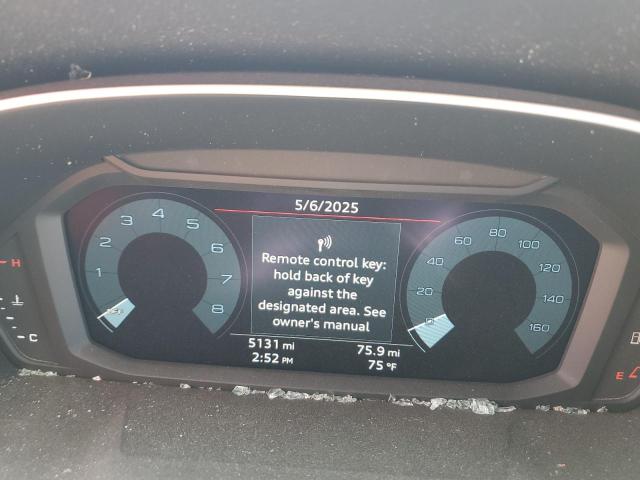 5/6/2025
Remote control key:
hold back of key
against the
designated area. See
owner's manual
5131 mi 75.9 mi
2:52 PM 75 °F
1 2 3 4 5 6 7 8
0 20 40 60 80 100 120 140 160
H
C
E